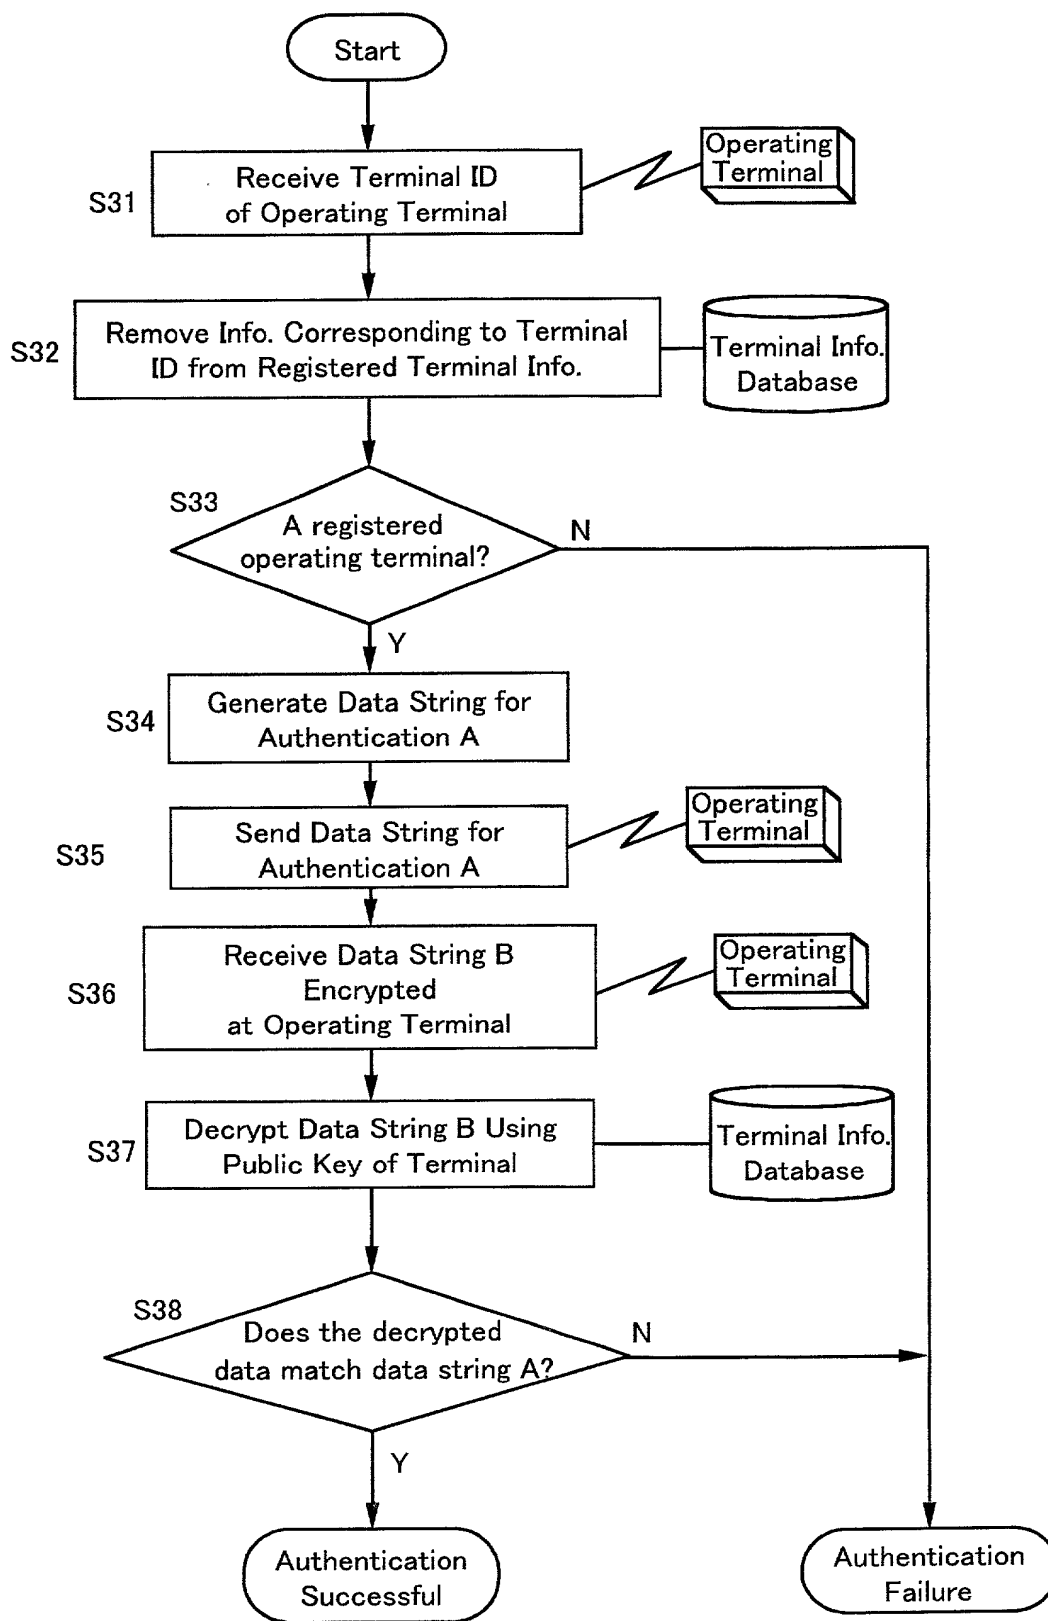 Start
S31
Receive Terminal ID
of Operating Terminal
Operating
Terminal
S32
Remove Info. Corresponding to Terminal
ID from Registered Terminal Info.
Terminal Info.
Database
S33
A registered
operating terminal?
N
Y
S34
Generate Data String for
Authentication A
S35
Send Data String for
Authentication A
Operating
Terminal
S36
Receive Data String B
Encrypted
at Operating Terminal
Operating
Terminal
S37
Decrypt Data String B Using
Public Key of Terminal
Terminal Info.
Database
S38
Does the decrypted
data match data string A?
N
Y
Authentication
Successful
Authentication
Failure